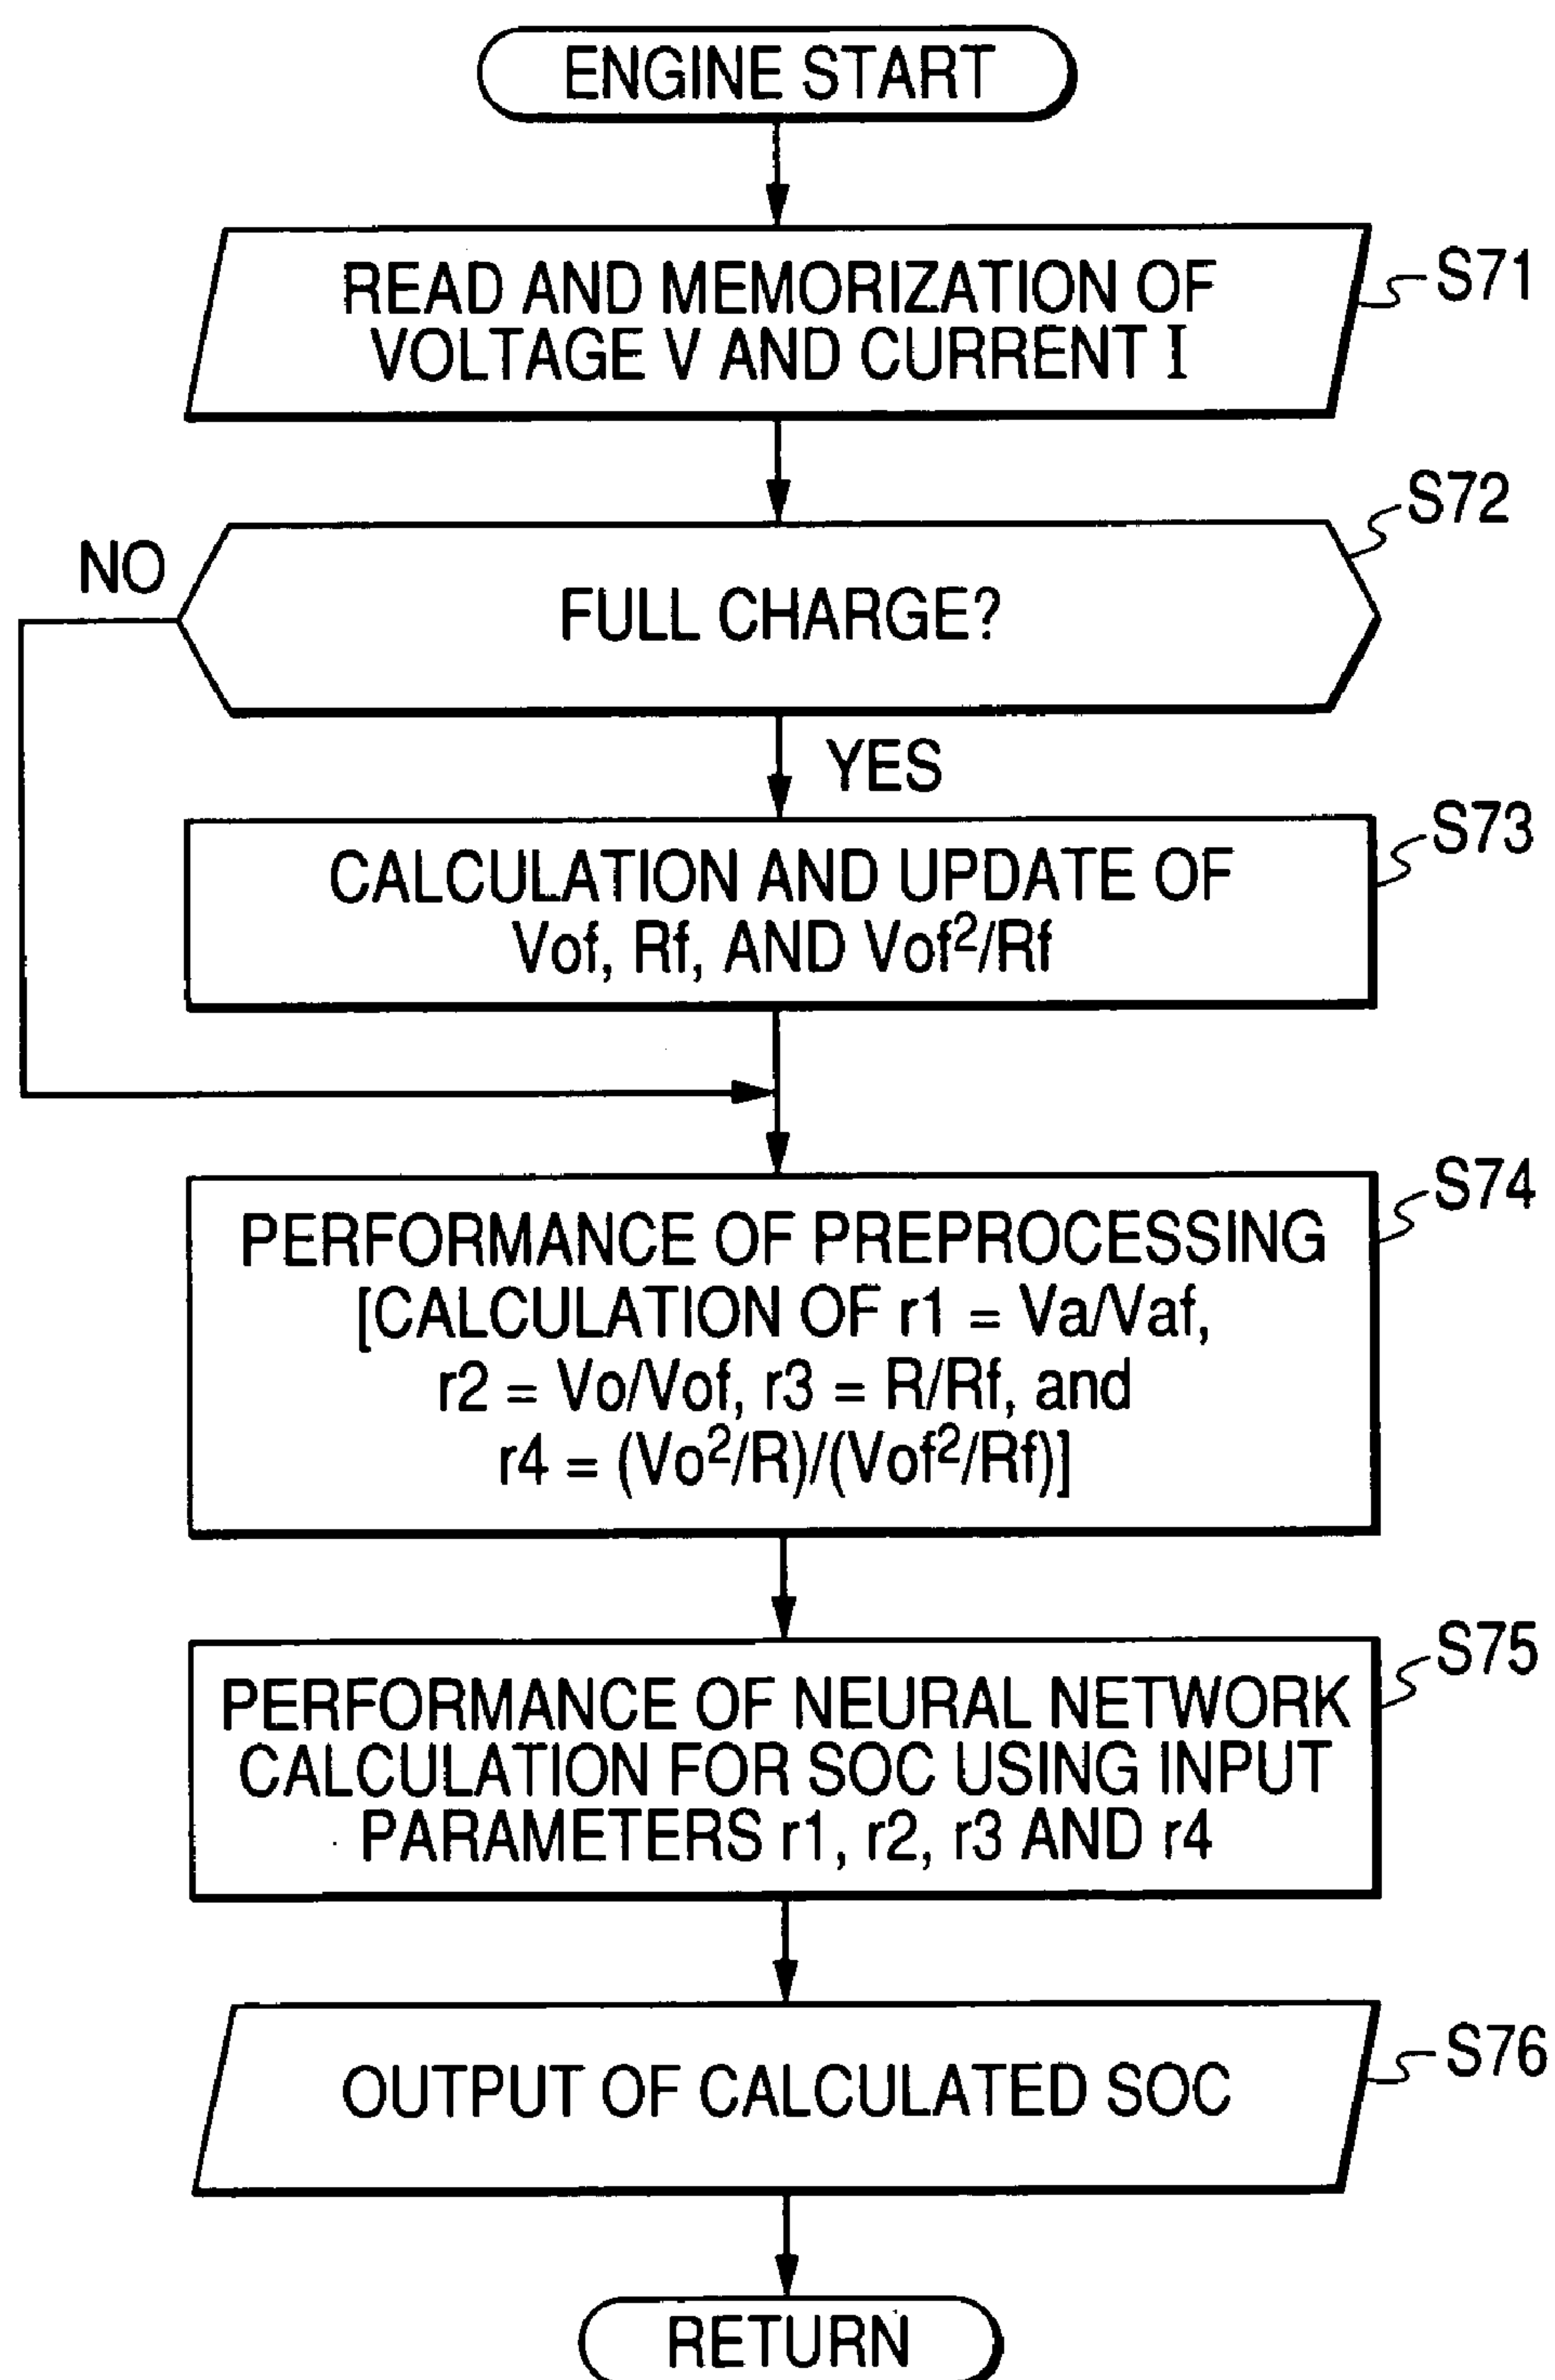 ENGINE START
READ AND MEMORIZATION OF
VOLTAGE V AND CURRENT I
S71
S72
NO
FULL CHARGE?
YES
S73
CALCULATION AND UPDATE OF
Vof, Rf, AND Vof²/Rf
S74
PERFORMANCE OF PREPROCESSING
[CALCULATION OF r1 = Va/Vaf,
r2 = Vo/Vof, r3 = R/Rf, and
r4 = (Vo²/R)/(Vof²/Rf)]
S75
PERFORMANCE OF NEURAL NETWORK
CALCULATION FOR SOC USING INPUT
PARAMETERS r1, r2, r3 AND r4
S76
OUTPUT OF CALCULATED SOC
RETURN